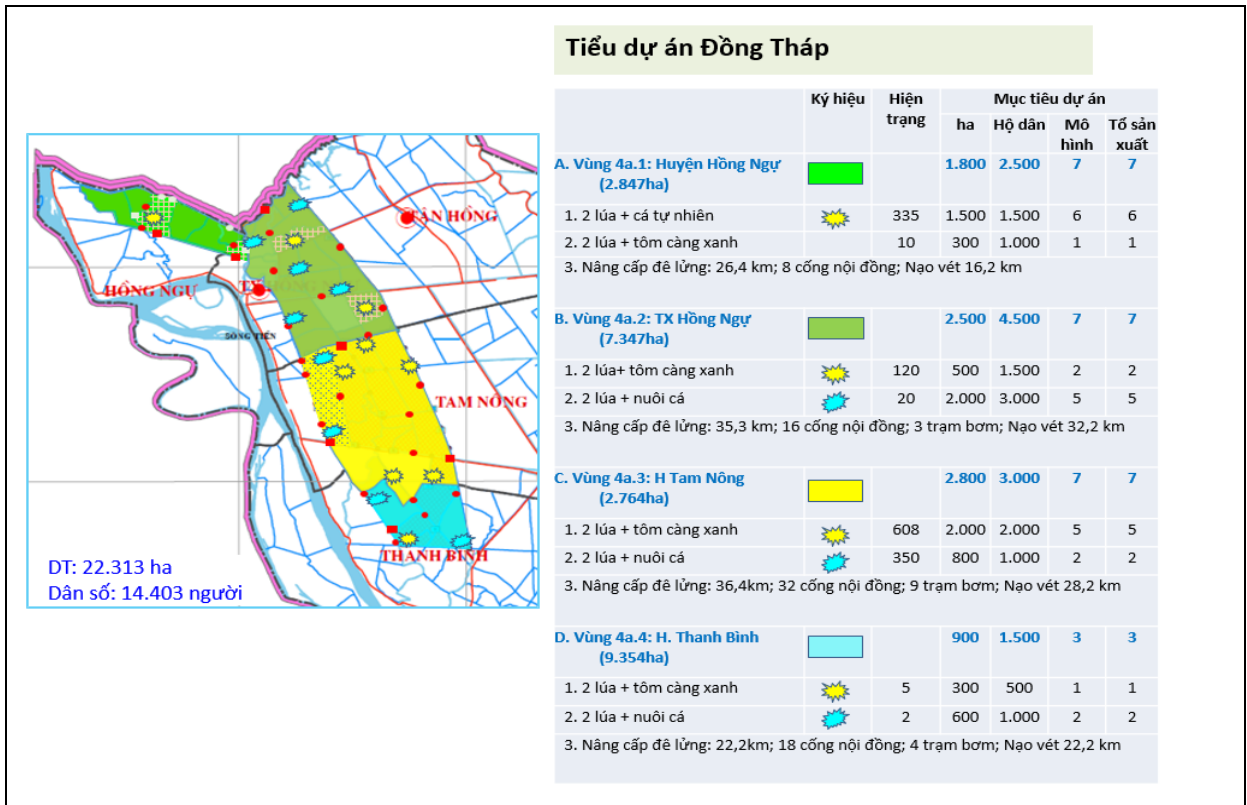 Tiểu dự án Đồng Tháp
Ký hiệu Hiện trạng Mục tiêu dự án
ha Hộ dân Mô hình Tổ sản xuất
A. Vùng 4a.1: Huyện Hồng Ngự (2.847ha) 1.800 2.500 7 7
1. 2 lúa + cá tự nhiên 335 1.500 1.500 6 6
2. 2 lúa + tôm càng xanh 10 300 1.000 1 1
3. Nâng cấp đê lửng: 26,4 km; 8 cống nội đồng; Nạo vét 16,2 km
B. Vùng 4a.2: TX Hồng Ngự (7.347ha) 2.500 4.500 7 7
1. 2 lúa+ tôm càng xanh 120 500 1.500 2 2
2. 2 lúa + nuôi cá 20 2.000 3.000 5 5
3. Nâng cấp đê lửng: 35,3 km; 16 cống nội đồng; 3 trạm bơm; Nạo vét 32,2 km
C. Vùng 4a.3: H Tam Nông (2.764ha) 2.800 3.000 7 7
1. 2 lúa + tôm càng xanh 608 2.000 2.000 5 5
2. 2 lúa + nuôi cá 350 800 1.000 2 2
3. Nâng cấp đê lửng: 36,4km; 32 cống nội đồng; 9 trạm bơm; Nạo vét 28,2 km
D. Vùng 4a.4: H. Thanh Bình (9.354ha) 900 1.500 3 3
1. 2 lúa + tôm càng xanh 5 300 500 1 1
2. 2 lúa + nuôi cá 2 600 1.000 2 2
3. Nâng cấp đê lửng: 22,2km; 18 cống nội đồng; 4 trạm bơm; Nạo vét 22,2 km
TÂN HỒNG
HỒNG NGỰ
SÔNG TIỀN
TAM NÔNG
THANH BÌNH
DT: 22.313 ha
Dân số: 14.403 người